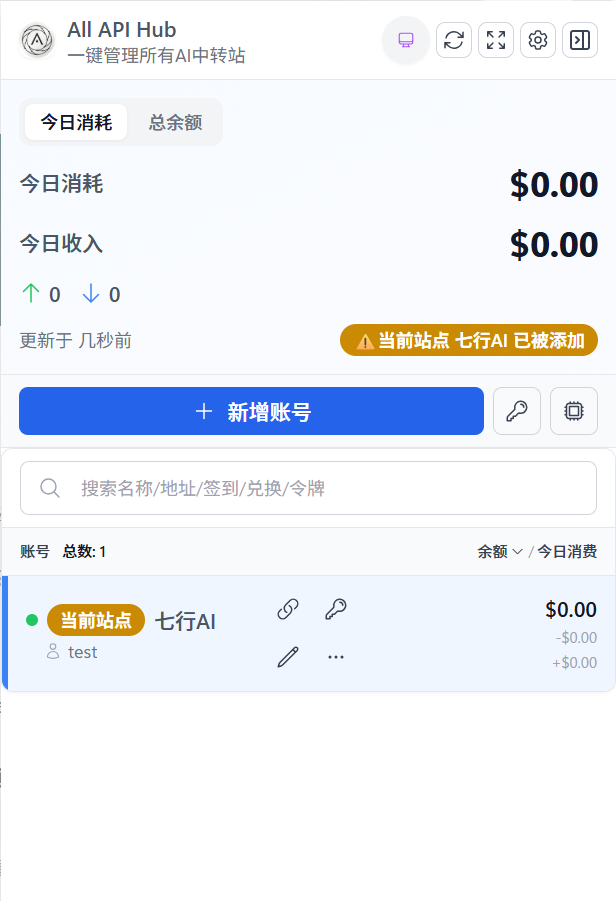 All API Hub
一键管理所有AI中转站
今日消耗 总余额
今日消耗 $0.00
今日收入 $0.00
0 0
更新于 几秒前 当前站点 七行AI 已被添加
新增账号
搜索名称/地址/签到/兑换/令牌
账号 总数: 1 余额 / 今日消费
当前站点 七行AI $0.00
test -$0.00
+$0.00